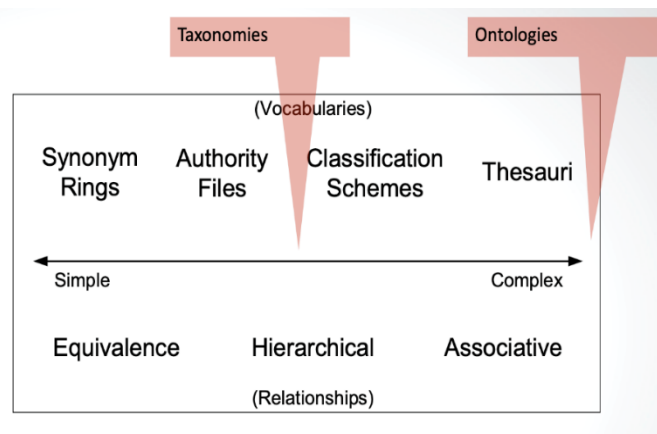 Taxonomies
Ontologies
(Vocabularies)
Synonym
Rings
Authority
Files
Classification
Schemes
Thesauri
Simple
Complex
Equivalence
Hierarchical
Associative
(Relationships)